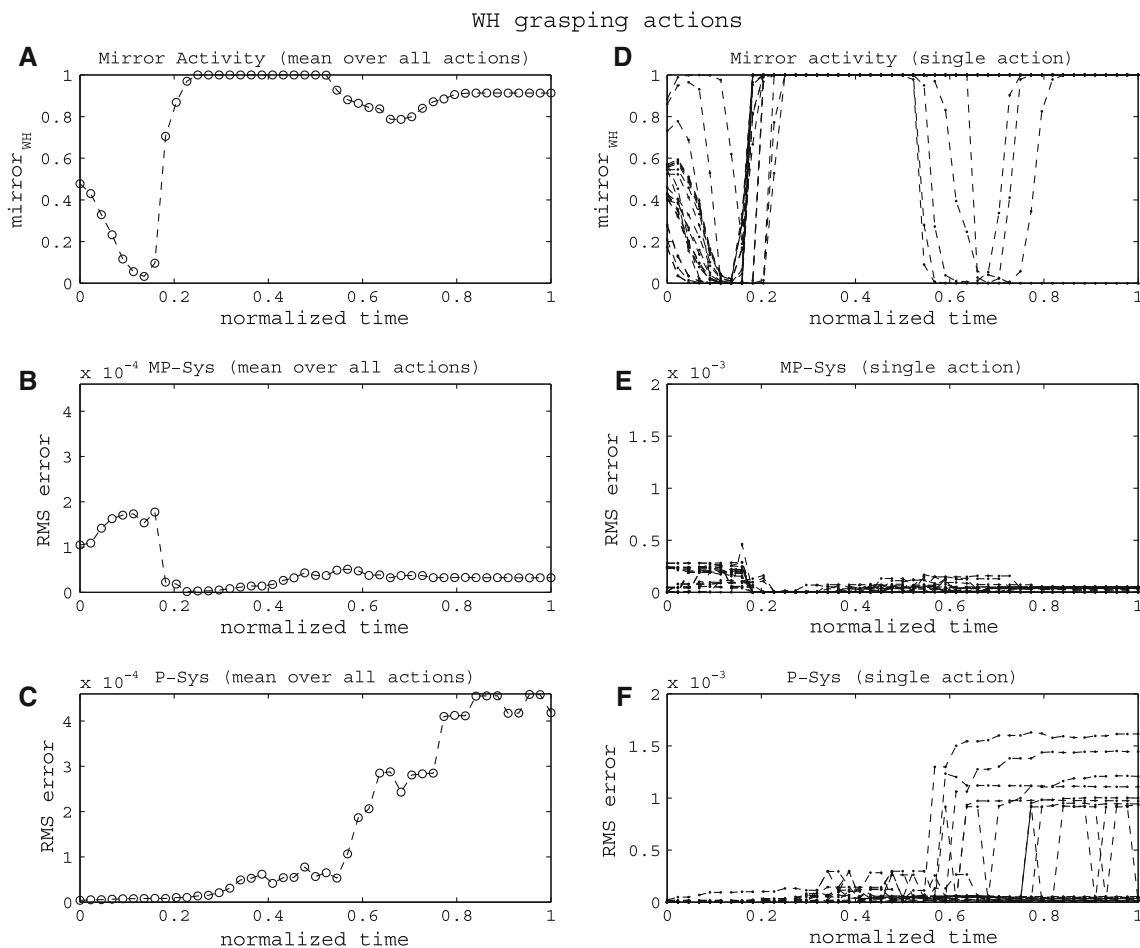 WH grasping actions
A
Mirror Activity (mean over all actions)
mirror_WH
0
0.2
0.4
0.6
0.8
1
0 0.2 0.4 0.6 0.8 1
normalized time
B
x 10^-4 MP-Sys (mean over all actions)
RMS error
0
1
2
3
4
0 0.2 0.4 0.6 0.8 1
normalized time
C
x 10^-4 P-Sys (mean over all actions)
RMS error
0
1
2
3
4
0 0.2 0.4 0.6 0.8 1
normalized time
D
Mirror activity (single action)
mirror_WH
0
0.2
0.4
0.6
0.8
1
0 0.2 0.4 0.6 0.8 1
normalized time
E
x 10^-3 MP-Sys (single action)
RMS error
0
0.5
1
1.5
2
0 0.2 0.4 0.6 0.8 1
normalized time
F
x 10^-3 P-Sys (single action)
RMS error
0
0.5
1
1.5
2
0 0.2 0.4 0.6 0.8 1
normalized time